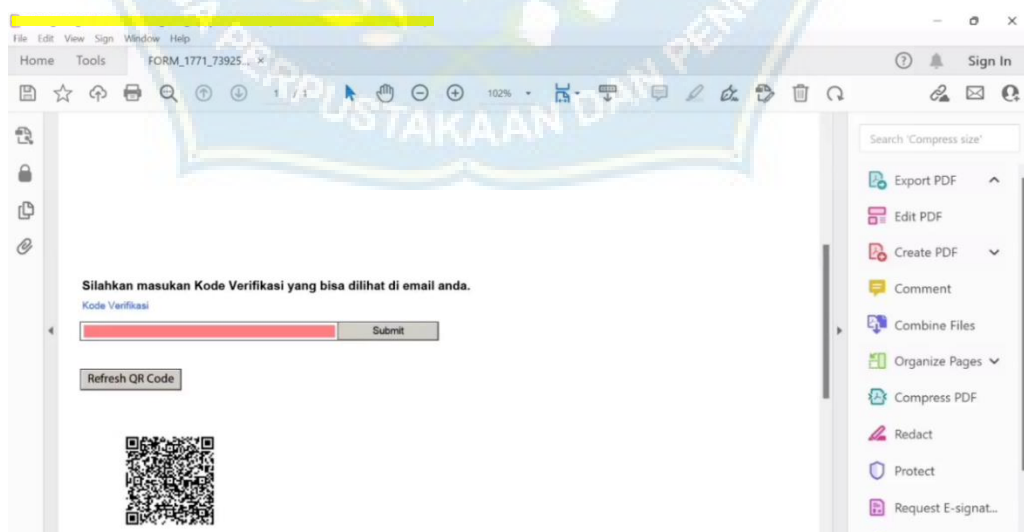 File Edit View Sign Window Help
Home Tools FORM_1771_73925... × Sign In
1 / 1 102%
PERPUSTAKAAN DAN
Search 'Compress size'
Export PDF
Edit PDF
Create PDF
Silahkan masukan Kode Verifikasi yang bisa dilihat di email anda.
Comment
Kode Verifikasi
Submit
Combine Files
Organize Pages
Refresh QR Code
Compress PDF
Redact
Protect
Request E-signat...